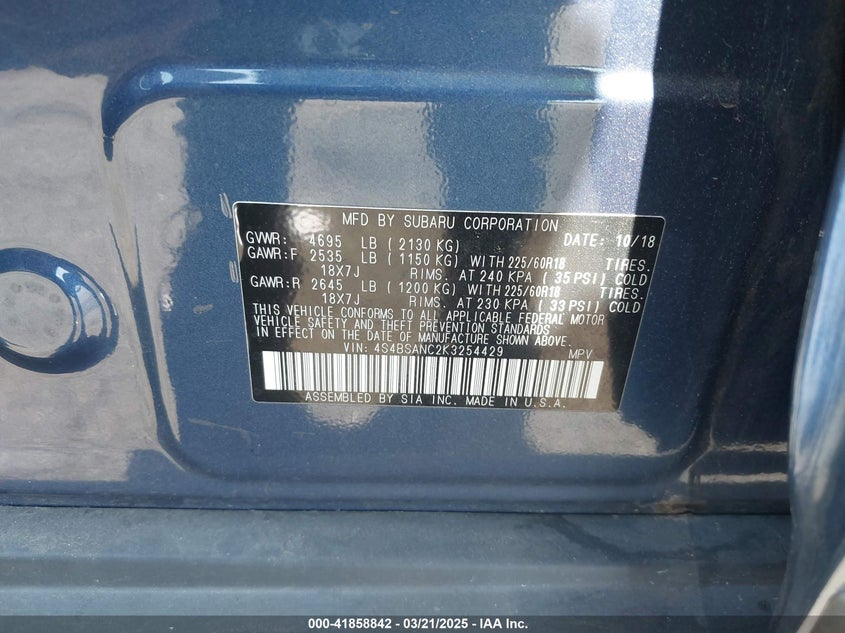 MFD BY SUBARU CORPORATION
GVWR: 4695 LB ( 2130 KG) DATE: 10/18
GAWR:F 2535 LB ( 1150 KG) WITH 225/60R18 TIRES.
18X7J RIMS. AT 240 KPA ( 35 PSI) COLD
GAWR:R 2645 LB ( 1200 KG) WITH 225/60R18 TIRES.
18X7J RIMS. AT 230 KPA ( 33 PSI) COLD
THIS VEHICLE CONFORMS TO ALL APPLICABLE FEDERAL MOTOR
VEHICLE SAFETY AND THEFT PREVENTION STANDARDS
IN EFFECT ON THE DATE OF MANUFACTURE SHOWN ABOVE.
VIN: 4S4BSANC2K3254429 MPV
ASSEMBLED BY SIA INC. MADE IN U.S.A.
000-41858842 - 03/21/2025 - IAAI.com